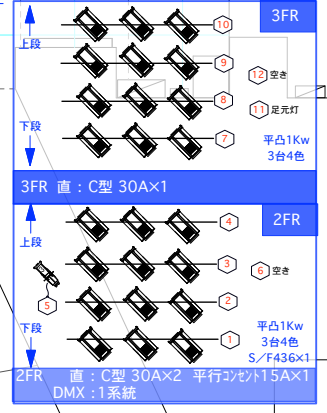 3FR
上段
10
9
12 空き
8
11 足元灯
下段
7
平凸1Kw
3台4色
3FR 直：C型 30A×1
2FR
上段
4
3
6 空き
5
2
下段
1
平凸1Kw
3台4色
S／F436×1
2FR 直：C型 30A×2 平行コンセント15A×1
DMX：1系統